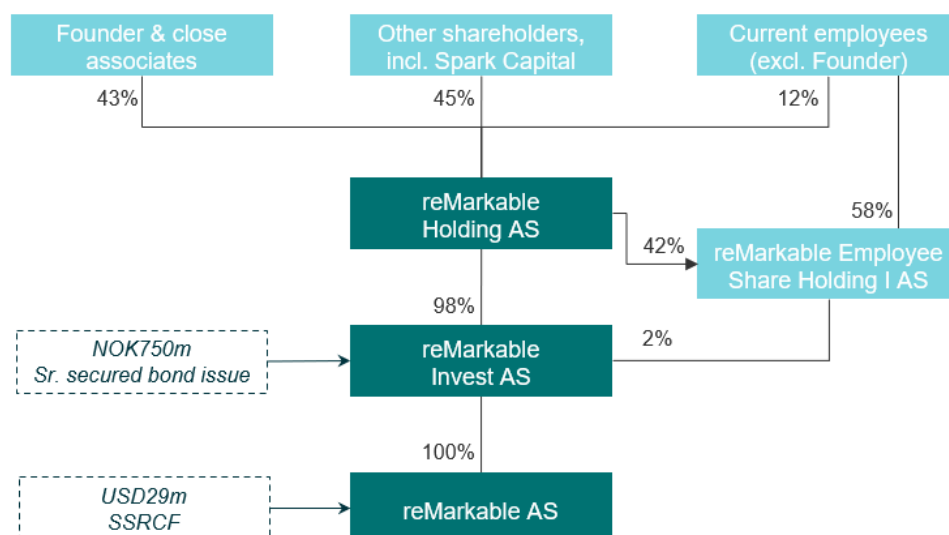 Founder & close
associates
Other shareholders,
incl. Spark Capital
Current employees
(excl. Founder)
43%
45%
12%
reMarkable
Holding AS
58%
42%
reMarkable Employee
Share Holding I AS
98%
NOK750m
Sr. secured bond issue
reMarkable
Invest AS
2%
100%
USD29m
SSRCF
reMarkable AS